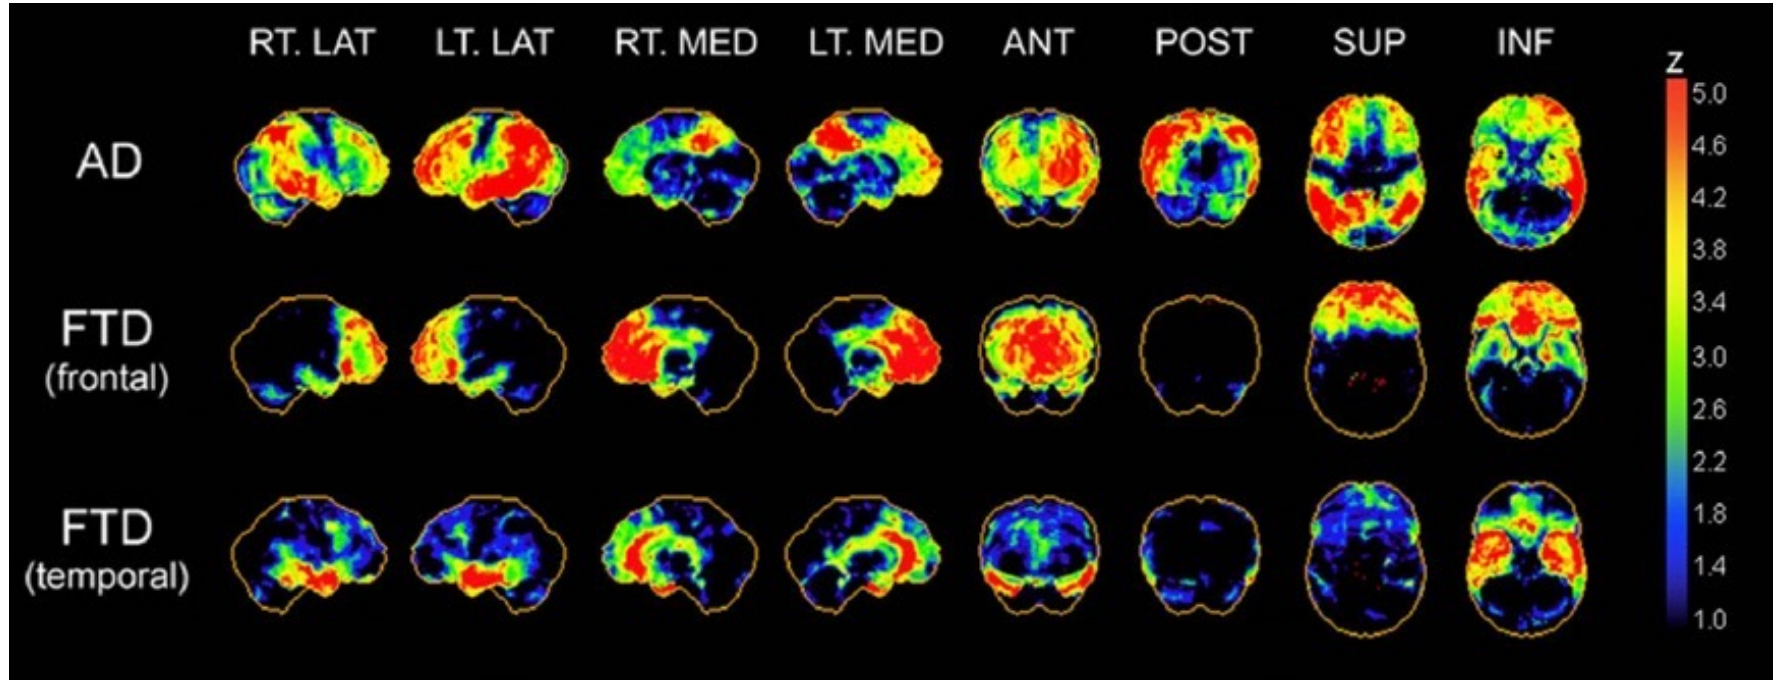 RT. LAT LT. LAT RT. MED LT. MED ANT POST SUP INF
Z
5.0
AD
4.6
4.2
3.8
FTD
(frontal)
3.4
3.0
2.6
2.2
FTD
(temporal)
1.8
1.4
1.0